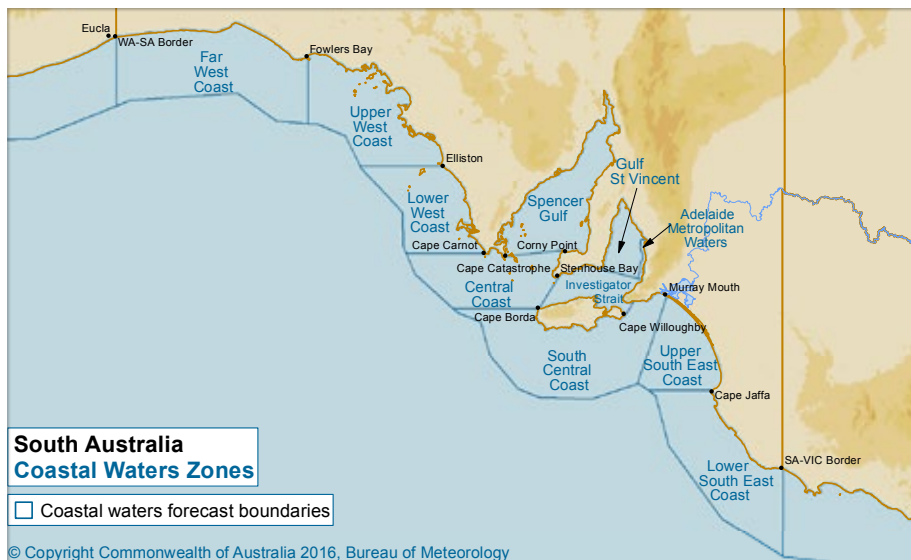 Eucla
WA-SA Border
Far
West
Coast
Fowlers Bay
Upper
West
Coast
Elliston
Lower
West
Coast
Cape Carnot
Spencer
Gulf
Gulf
St Vincent
Adelaide
Metropolitan
Waters
Corny Point
Cape Catastrophe
Stenhouse Bay
Central
Coast
Investigator
Strait
Murray Mouth
Cape Borda
Cape Willoughby
South
Central
Coast
Upper
South East
Coast
Cape Jaffa
Lower
South East
Coast
SA-VIC Border
South Australia
Coastal Waters Zones
Coastal waters forecast boundaries
© Copyright Commonwealth of Australia 2016, Bureau of Meteorology